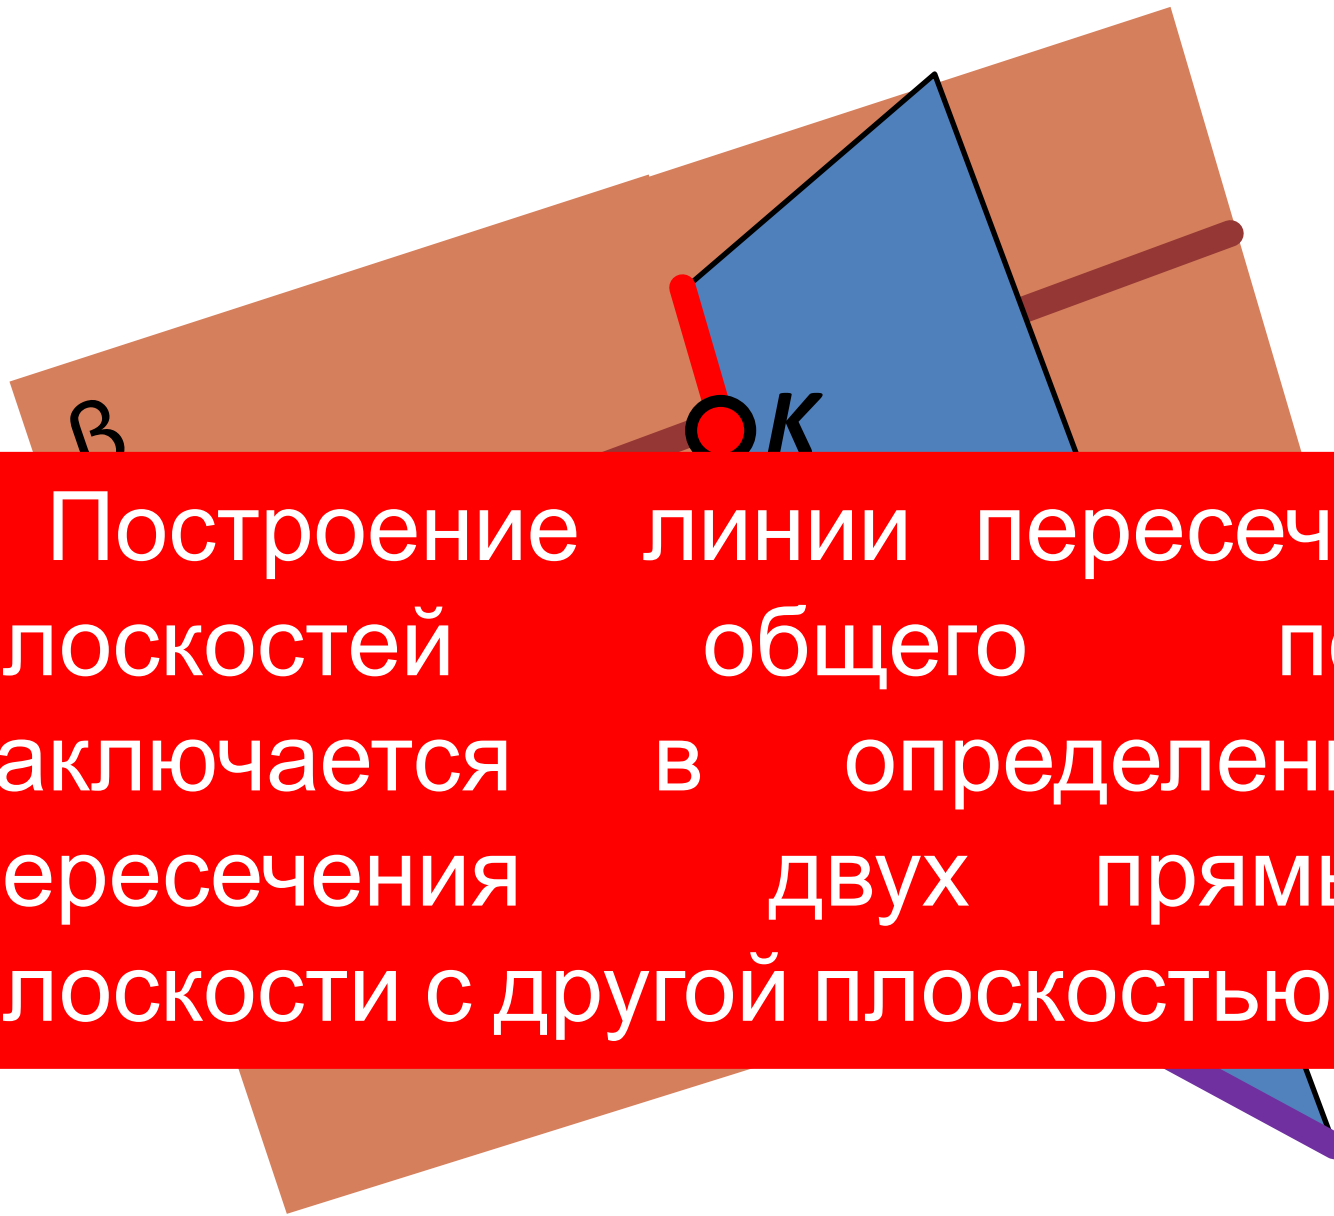 β
K
Построение линии пересеч
лоскостей общего п
аключается в определен
ересечения двух прям
лоскости с другой плоскостью